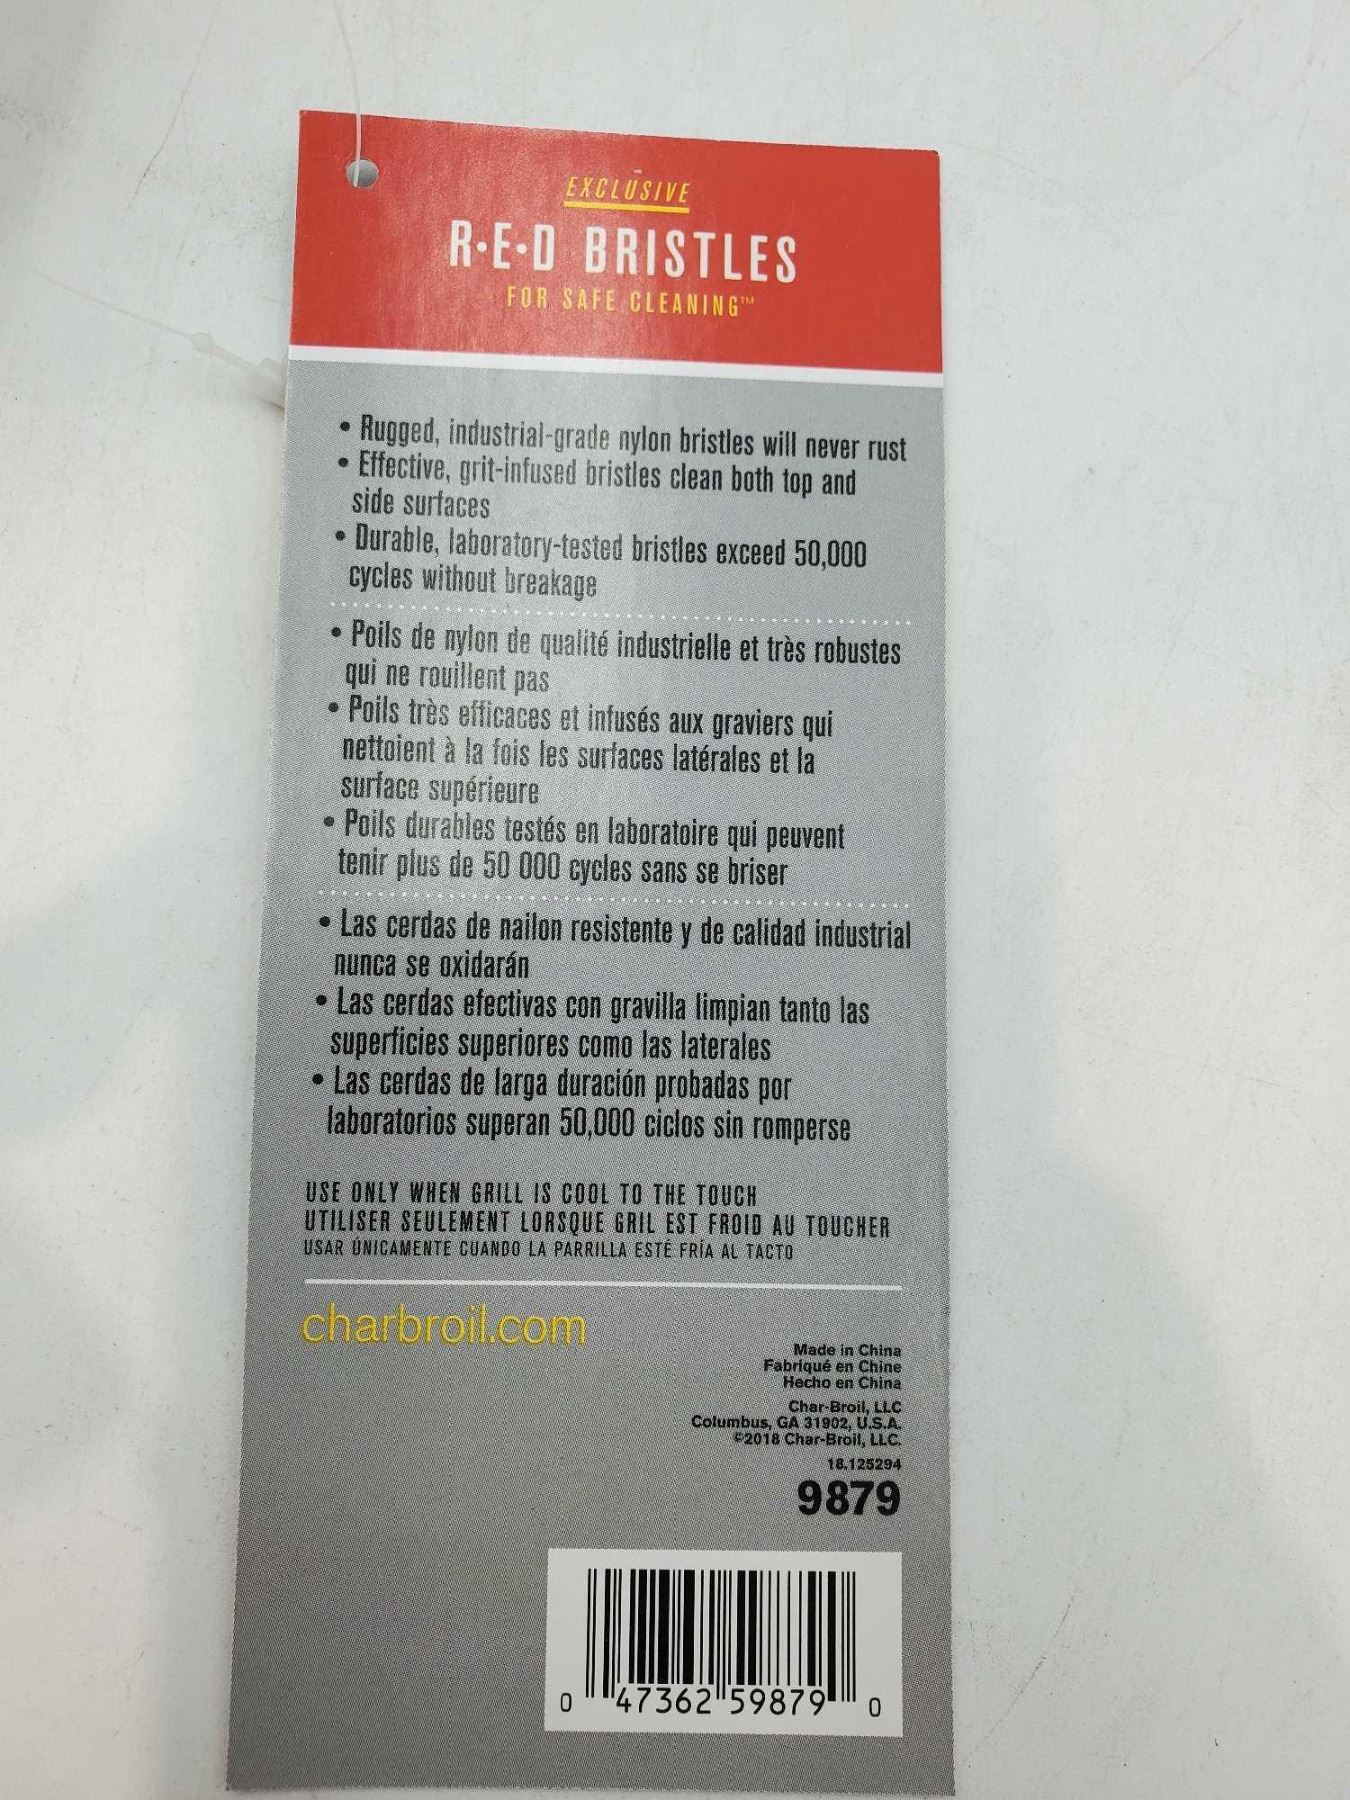 EXCLUSIVE
R•E•D BRISTLES
FOR SAFE CLEANING™
• Rugged, industrial-grade nylon bristles will never rust
• Effective, grit-infused bristles clean both top and
side surfaces
• Durable, laboratory-tested bristles exceed 50,000
cycles without breakage
• Poils de nylon de qualité industrielle et très robustes
qui ne rouillent pas
• Poils très efficaces et infusés aux graviers qui
nettoient à la fois les surfaces latérales et la
surface supérieure
• Poils durables testés en laboratoire qui peuvent
tenir plus de 50 000 cycles sans se briser
• Las cerdas de nailon resistente y de calidad industrial
nunca se oxidarán
• Las cerdas efectivas con gravilla limpian tanto las
superficies superiores como las laterales
• Las cerdas de larga duración probadas por
laboratorios superan 50,000 ciclos sin romperse
USE ONLY WHEN GRILL IS COOL TO THE TOUCH
UTILISER SEULEMENT LORSQUE GRIL EST FROID AU TOUCHER
USAR ÚNICAMENTE CUANDO LA PARRILLA ESTÉ FRÍA AL TACTO
charbroil.com
Made in China
Fabriqué en Chine
Hecho en China
Char-Broil, LLC
Columbus, GA 31902, U.S.A.
©2018 Char-Broil, LLC.
18.125294
9879
0 47362 59879 0